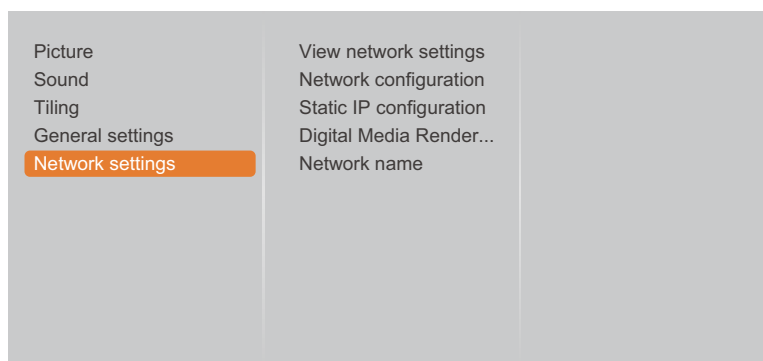 Picture
Sound
Tiling
General settings
Network settings
View network settings
Network configuration
Static IP configuration
Digital Media Render...
Network name